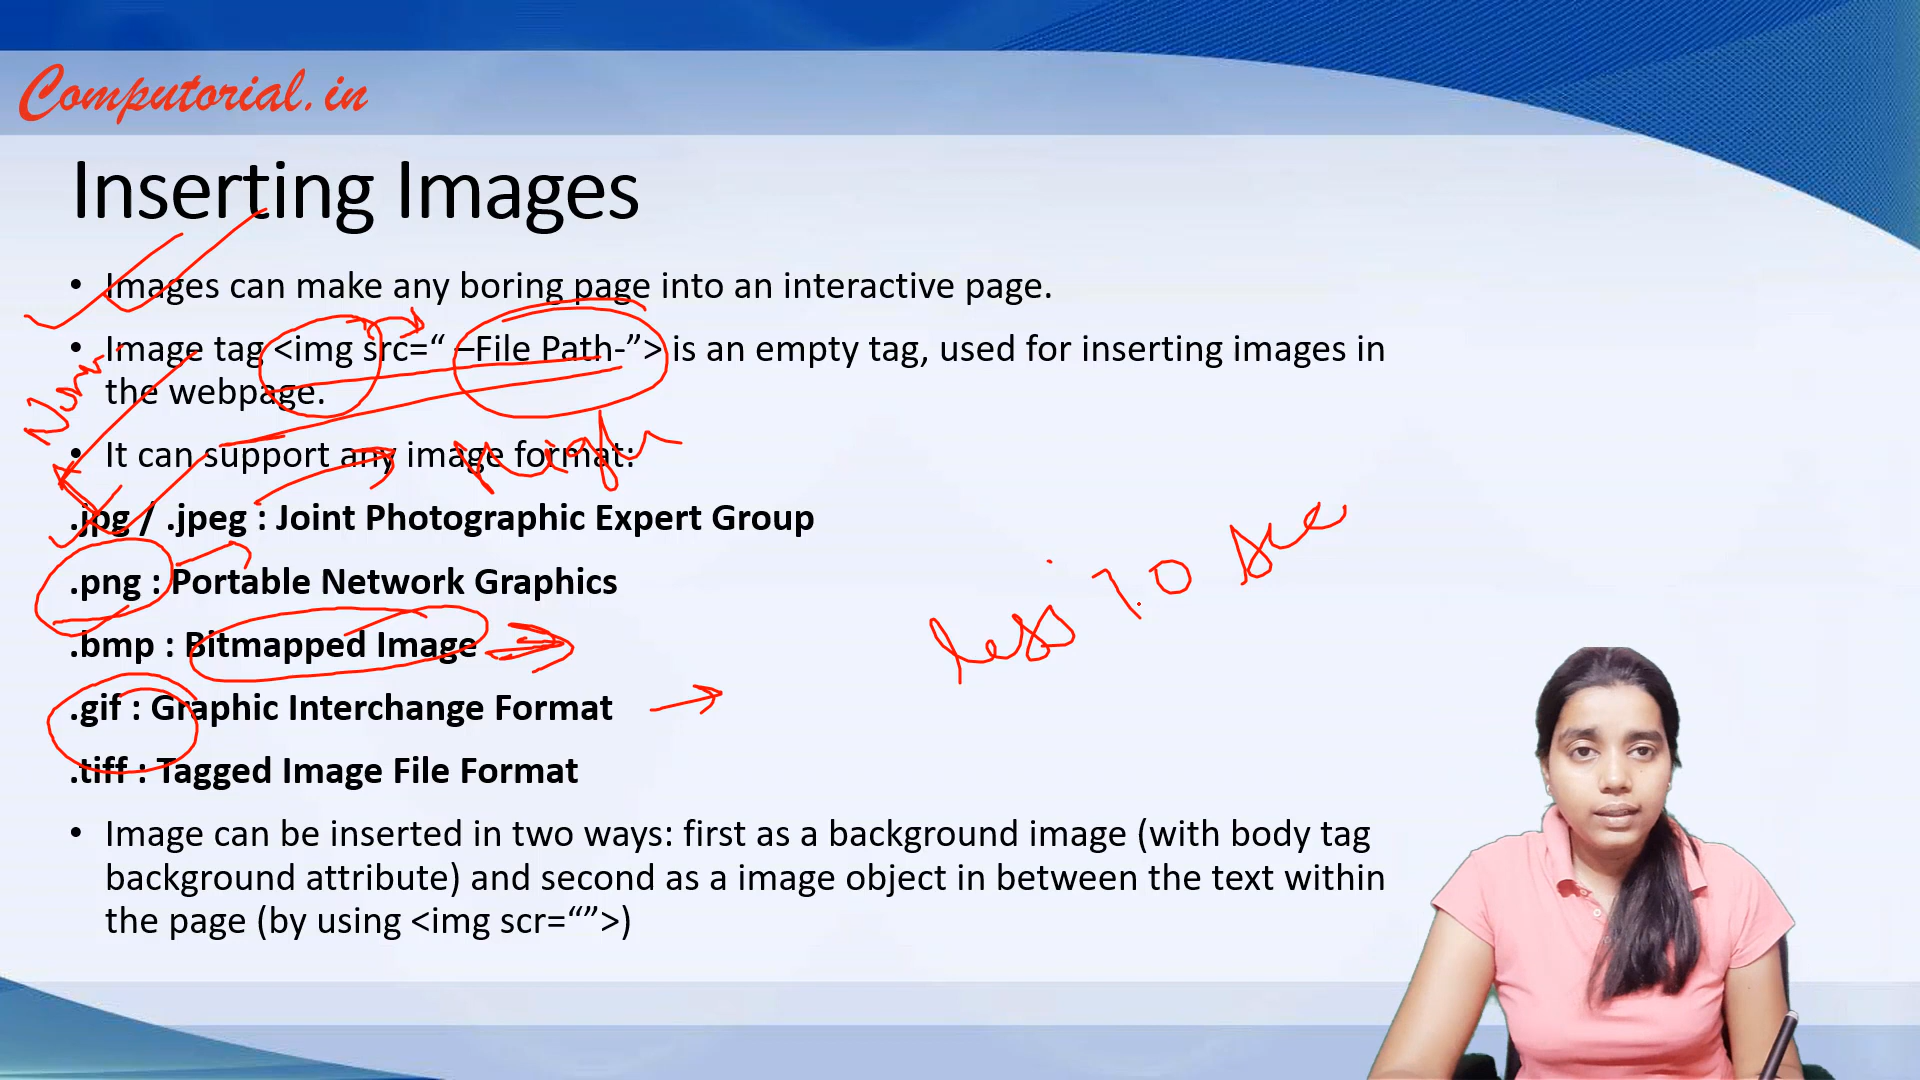 Computorial.in
Inserting Images
• Images can make any boring page into an interactive page.
• Image tag <img src=“ –File Path-”> is an empty tag, used for inserting images in
the webpage.
• It can support any image format:
.jpg / .jpeg : Joint Photographic Expert Group
.png : Portable Network Graphics
.bmp : Bitmapped Image
.gif : Graphic Interchange Format
.tiff : Tagged Image File Format
• Image can be inserted in two ways: first as a background image (with body tag
background attribute) and second as a image object in between the text within
the page (by using <img scr=“”>)
High
less 10 sec